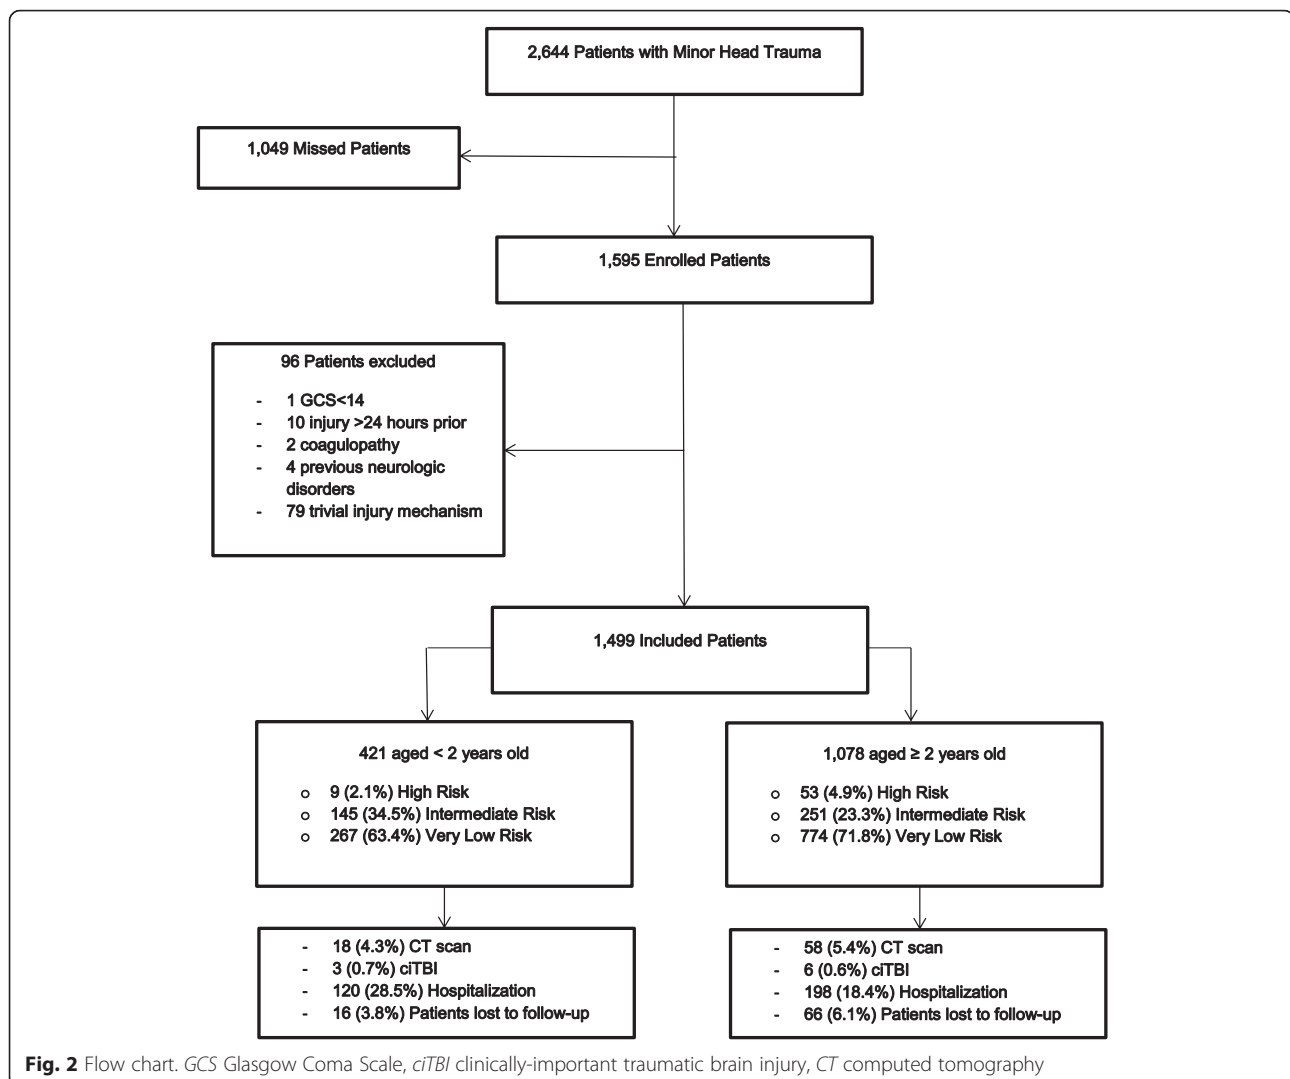 2,644 Patients with Minor Head Trauma
1,049 Missed Patients
1,595 Enrolled Patients
96 Patients excluded
- 1 GCS<14
- 10 injury >24 hours prior
- 2 coagulopathy
- 4 previous neurologic
disorders
- 79 trivial injury mechanism
1,499 Included Patients
421 aged < 2 years old
o 9 (2.1%) High Risk
o 145 (34.5%) Intermediate Risk
o 267 (63.4%) Very Low Risk
1,078 aged ≥ 2 years old
o 53 (4.9%) High Risk
o 251 (23.3%) Intermediate Risk
o 774 (71.8%) Very Low Risk
- 18 (4.3%) CT scan
- 3 (0.7%) ciTBI
- 120 (28.5%) Hospitalization
- 16 (3.8%) Patients lost to follow-up
- 58 (5.4%) CT scan
- 6 (0.6%) ciTBI
- 198 (18.4%) Hospitalization
- 66 (6.1%) Patients lost to follow-up
Fig. 2 Flow chart. GCS Glasgow Coma Scale, ciTBI clinically-important traumatic brain injury, CT computed tomography